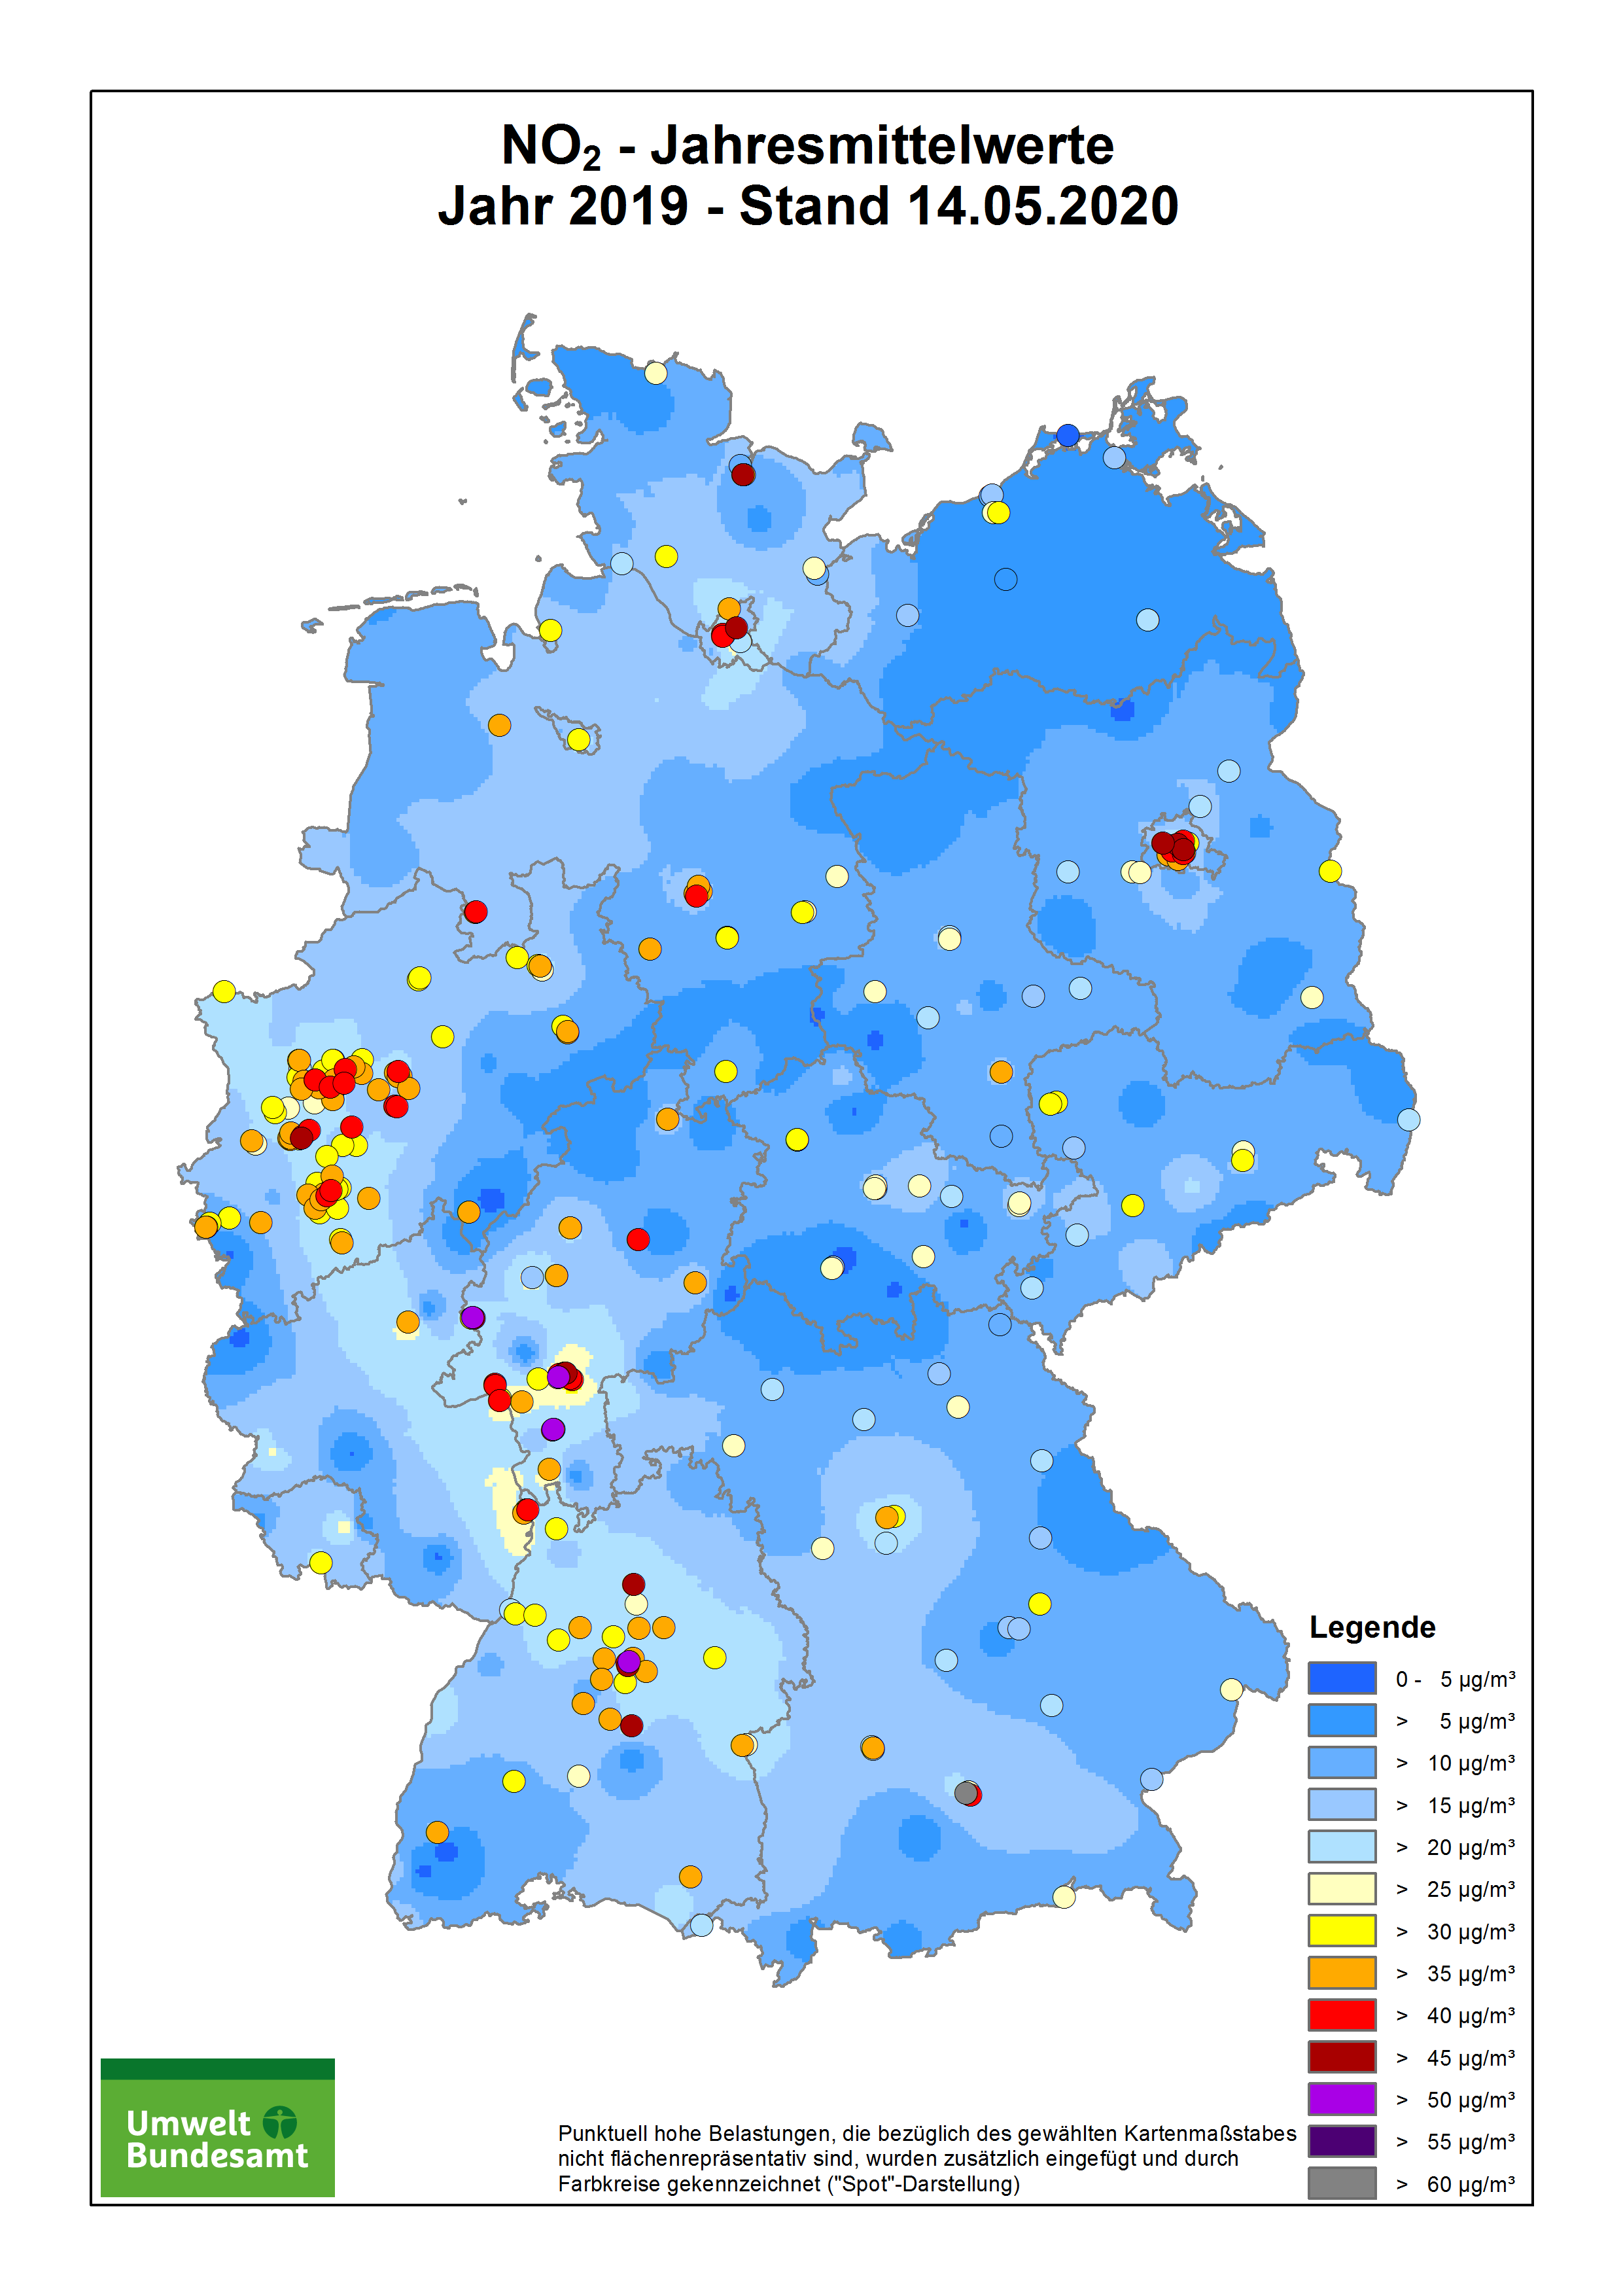 NO₂ - Jahresmittelwerte
Jahr 2019 - Stand 14.05.2020
Legende
0 - 5 µg/m³
> 5 µg/m³
> 10 µg/m³
> 15 µg/m³
> 20 µg/m³
> 25 µg/m³
> 30 µg/m³
> 35 µg/m³
> 40 µg/m³
> 45 µg/m³
> 50 µg/m³
> 55 µg/m³
> 60 µg/m³
Umwelt
Bundesamt
Punktuell hohe Belastungen, die bezüglich des gewählten Kartenmaßstabes
nicht flächenrepräsentativ sind, wurden zusätzlich eingefügt und durch
Farbkreise gekennzeichnet ("Spot"-Darstellung)